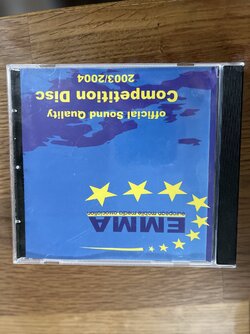 EMMA
official Sound Quality
Competition Disc
2003/2004